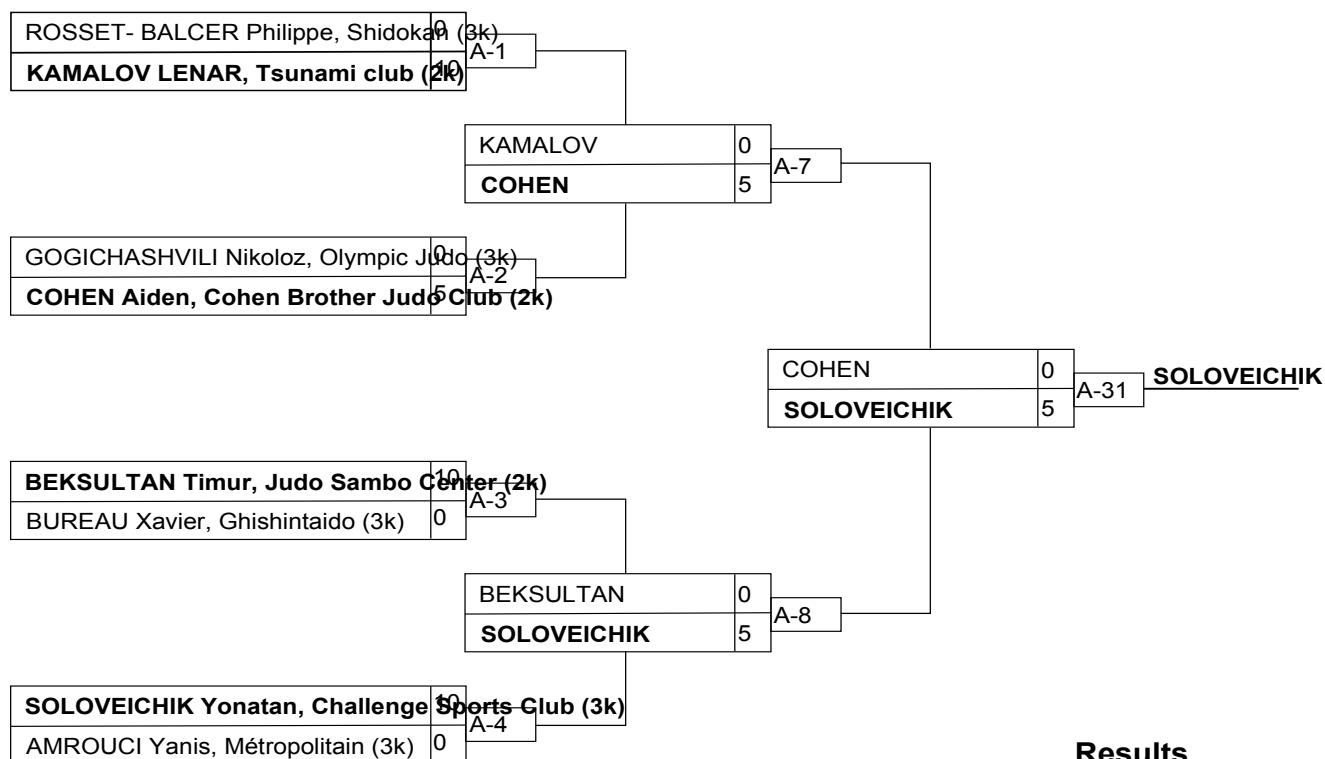 ROSSET- BALCER Philippe, Shidokan (3k) 0
A-1
KAMALOV LENAR, Tsunami club (2k) 10
KAMALOV 0
A-7
COHEN 5
GOGICHASHVILI Nikoloz, Olympic Judo (3k) 0
A-2
COHEN Aiden, Cohen Brother Judo Club (2k) 5
COHEN 0
A-31 SOLOVEICHIK
SOLOVEICHIK 5
BEKSULTAN Timur, Judo Sambo Center (2k) 10
A-3
BUREAU Xavier, Ghishintaido (3k) 0
BEKSULTAN 0
A-8
SOLOVEICHIK 5
SOLOVEICHIK Yonatan, Challenge Sports Club (3k) 10
A-4
AMROUCI Yanis, Métropolitain (3k) 0
Results